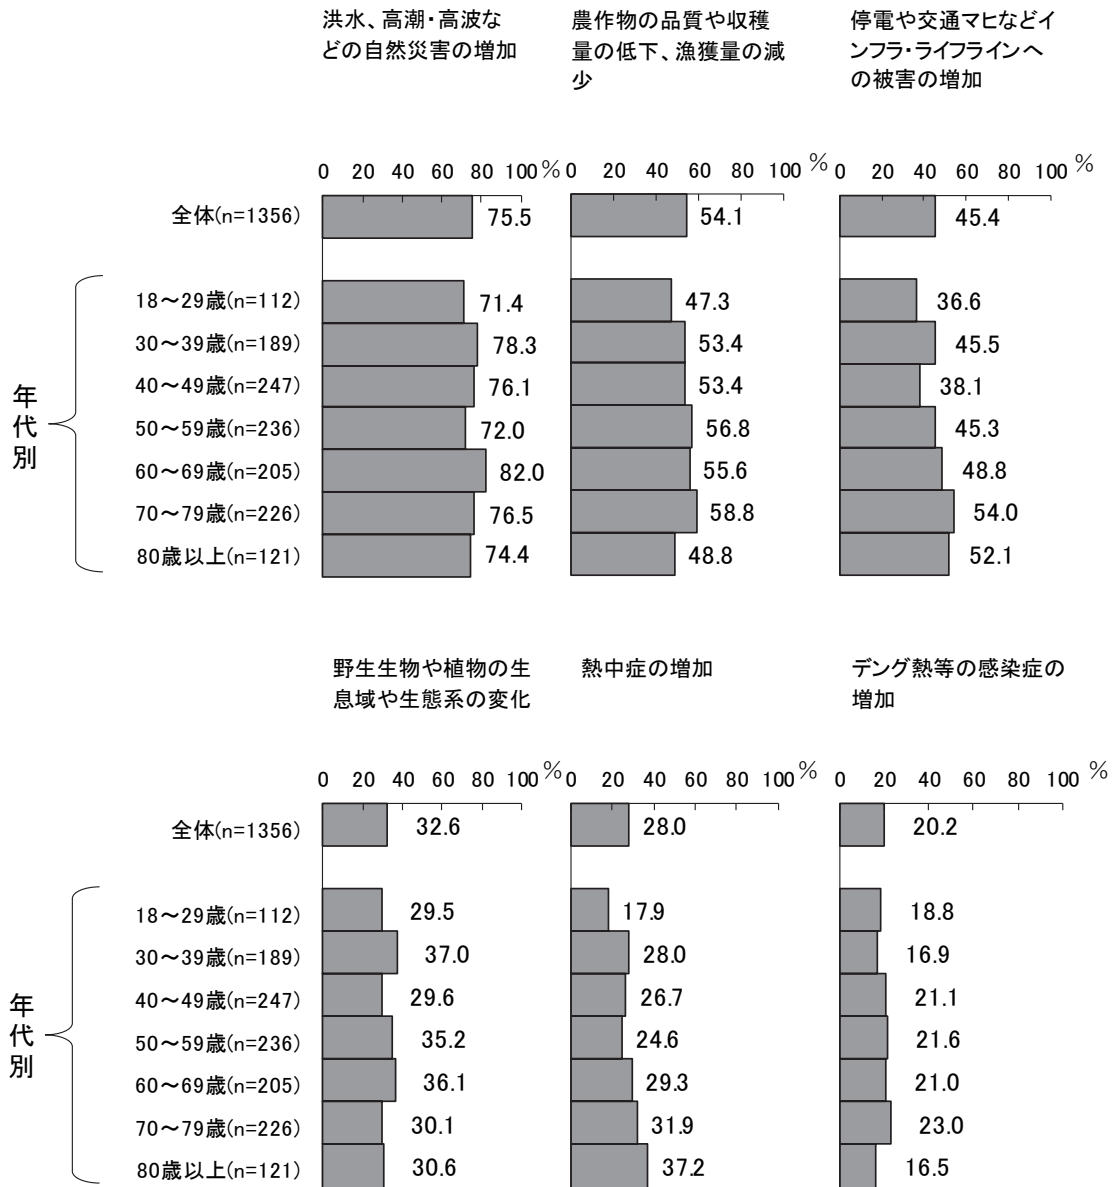 洪水、高潮・高波な
どの自然災害の増加
農作物の品質や収穫
量の低下、漁獲量の減
少
停電や交通マヒなどイ
ンフラ・ライフラインへ
の被害の増加
0 20 40 60 80 100 % 0 20 40 60 80 100 % 0 20 40 60 80 100 %
全体(n=1356) 75.5 54.1 45.4
年代別
18～29歳(n=112) 71.4 47.3 36.6
30～39歳(n=189) 78.3 53.4 45.5
40～49歳(n=247) 76.1 53.4 38.1
50～59歳(n=236) 72.0 56.8 45.3
60～69歳(n=205) 82.0 55.6 48.8
70～79歳(n=226) 76.5 58.8 54.0
80歳以上(n=121) 74.4 48.8 52.1
野生生物や植物の生
息域や生態系の変化
熱中症の増加
デング熱等の感染症の
増加
0 20 40 60 80 100 % 0 20 40 60 80 100 % 0 20 40 60 80 100 %
全体(n=1356) 32.6 28.0 20.2
年代別
18～29歳(n=112) 29.5 17.9 18.8
30～39歳(n=189) 37.0 28.0 16.9
40～49歳(n=247) 29.6 26.7 21.1
50～59歳(n=236) 35.2 24.6 21.6
60～69歳(n=205) 36.1 29.3 21.0
70～79歳(n=226) 30.1 31.9 23.0
80歳以上(n=121) 30.6 37.2 16.5